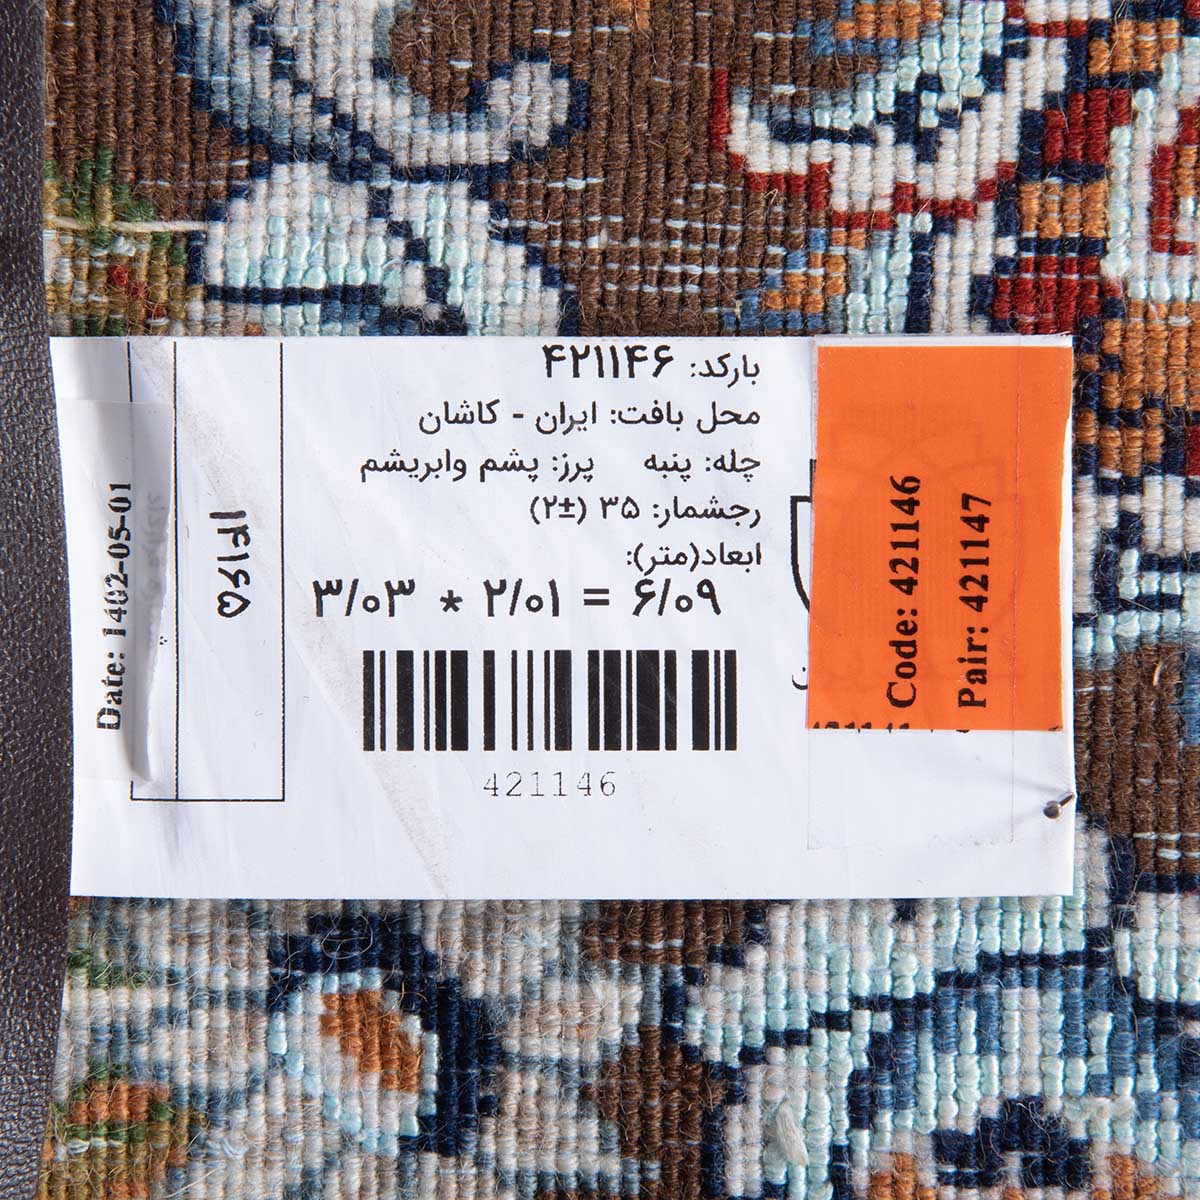 بارکد: ۴۲۱۱۴۶
محل بافت: ایران - کاشان
چله: پنبه پرز: پشم وابریشم
رجشمار: ۳۵ (±۲)
ابعاد(متر):
۳/۰۳ * ۲/۰۱ = ۶/۰۹
421146
Code: 421146
Pair: 421147
۱۴۱۶۵
Date: 1402-05-01